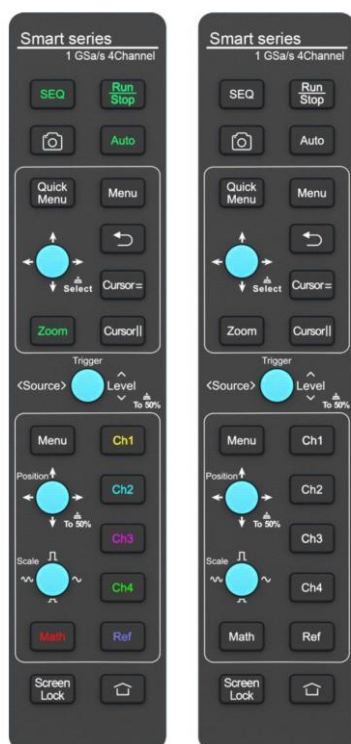 Smart series
1 GSa/s 4Channel
SEQ
Run
Stop
Auto
Quick
Menu
Menu
Select
Cursor=
Zoom
Cursor||
Trigger
<Source>
Level
To 50%
Menu
Ch1
Position
Ch2
To 50%
Ch3
Scale
Ch4
Math
Ref
Screen
Lock
Smart series
1 GSa/s 4Channel
SEQ
Run
Stop
Auto
Quick
Menu
Menu
Select
Cursor=
Zoom
Cursor||
Trigger
<Source>
Level
To 50%
Menu
Ch1
Position
Ch2
To 50%
Ch3
Scale
Ch4
Math
Ref
Screen
Lock